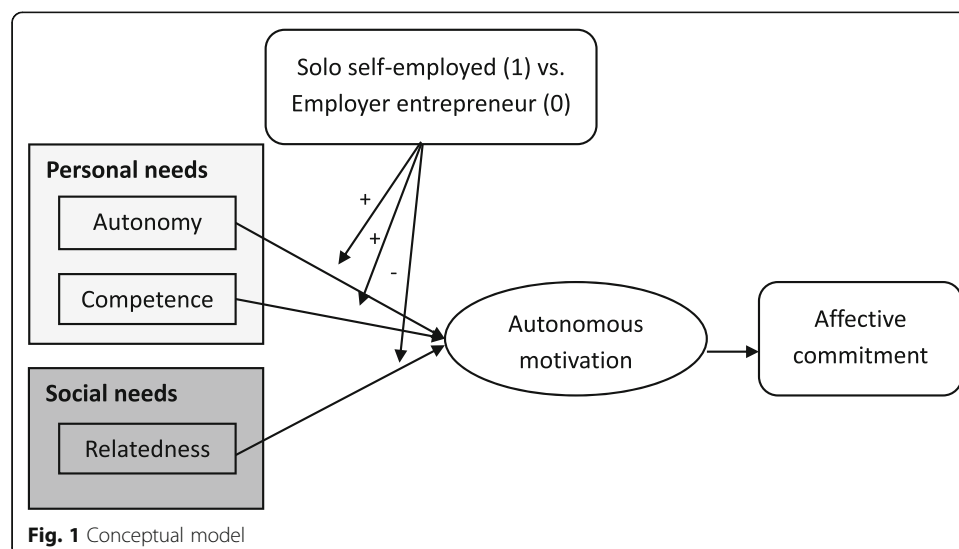 Solo self-employed (1) vs.
Employer entrepreneur (0)
Personal needs
Autonomy
Competence
+
+
-
Autonomous
motivation
Affective
commitment
Social needs
Relatedness
Fig. 1 Conceptual model